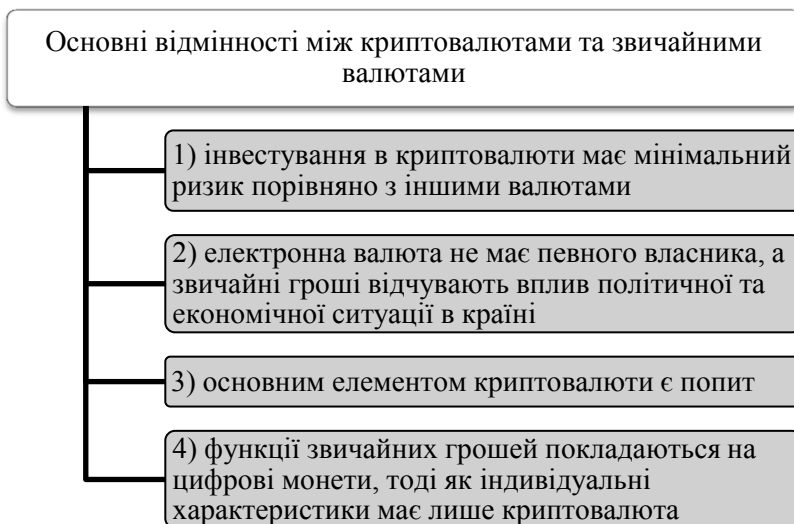 Основні відмінності між криптовалютами та звичайними
валютами
1) інвестування в криптовалюти має мінімальний
ризик порівняно з іншими валютами
2) електронна валюта не має певного власника, а
звичайні гроші відчувають вплив політичної та
економічної ситуації в країні
3) основним елементом криптовалюти є попит
4) функції звичайних грошей покладаються на
цифрові монети, тоді як індивідуальні
характеристики має лише криптовалюта